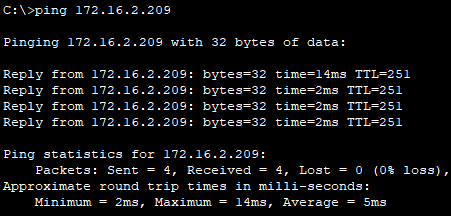 C:\>ping 172.16.2.209
Pinging 172.16.2.209 with 32 bytes of data:
Reply from 172.16.2.209: bytes=32 time=14ms TTL=251
Reply from 172.16.2.209: bytes=32 time=2ms TTL=251
Reply from 172.16.2.209: bytes=32 time=2ms TTL=251
Reply from 172.16.2.209: bytes=32 time=2ms TTL=251
Ping statistics for 172.16.2.209:
    Packets: Sent = 4, Received = 4, Lost = 0 (0% loss),
Approximate round trip times in milli-seconds:
    Minimum = 2ms, Maximum = 14ms, Average = 5ms